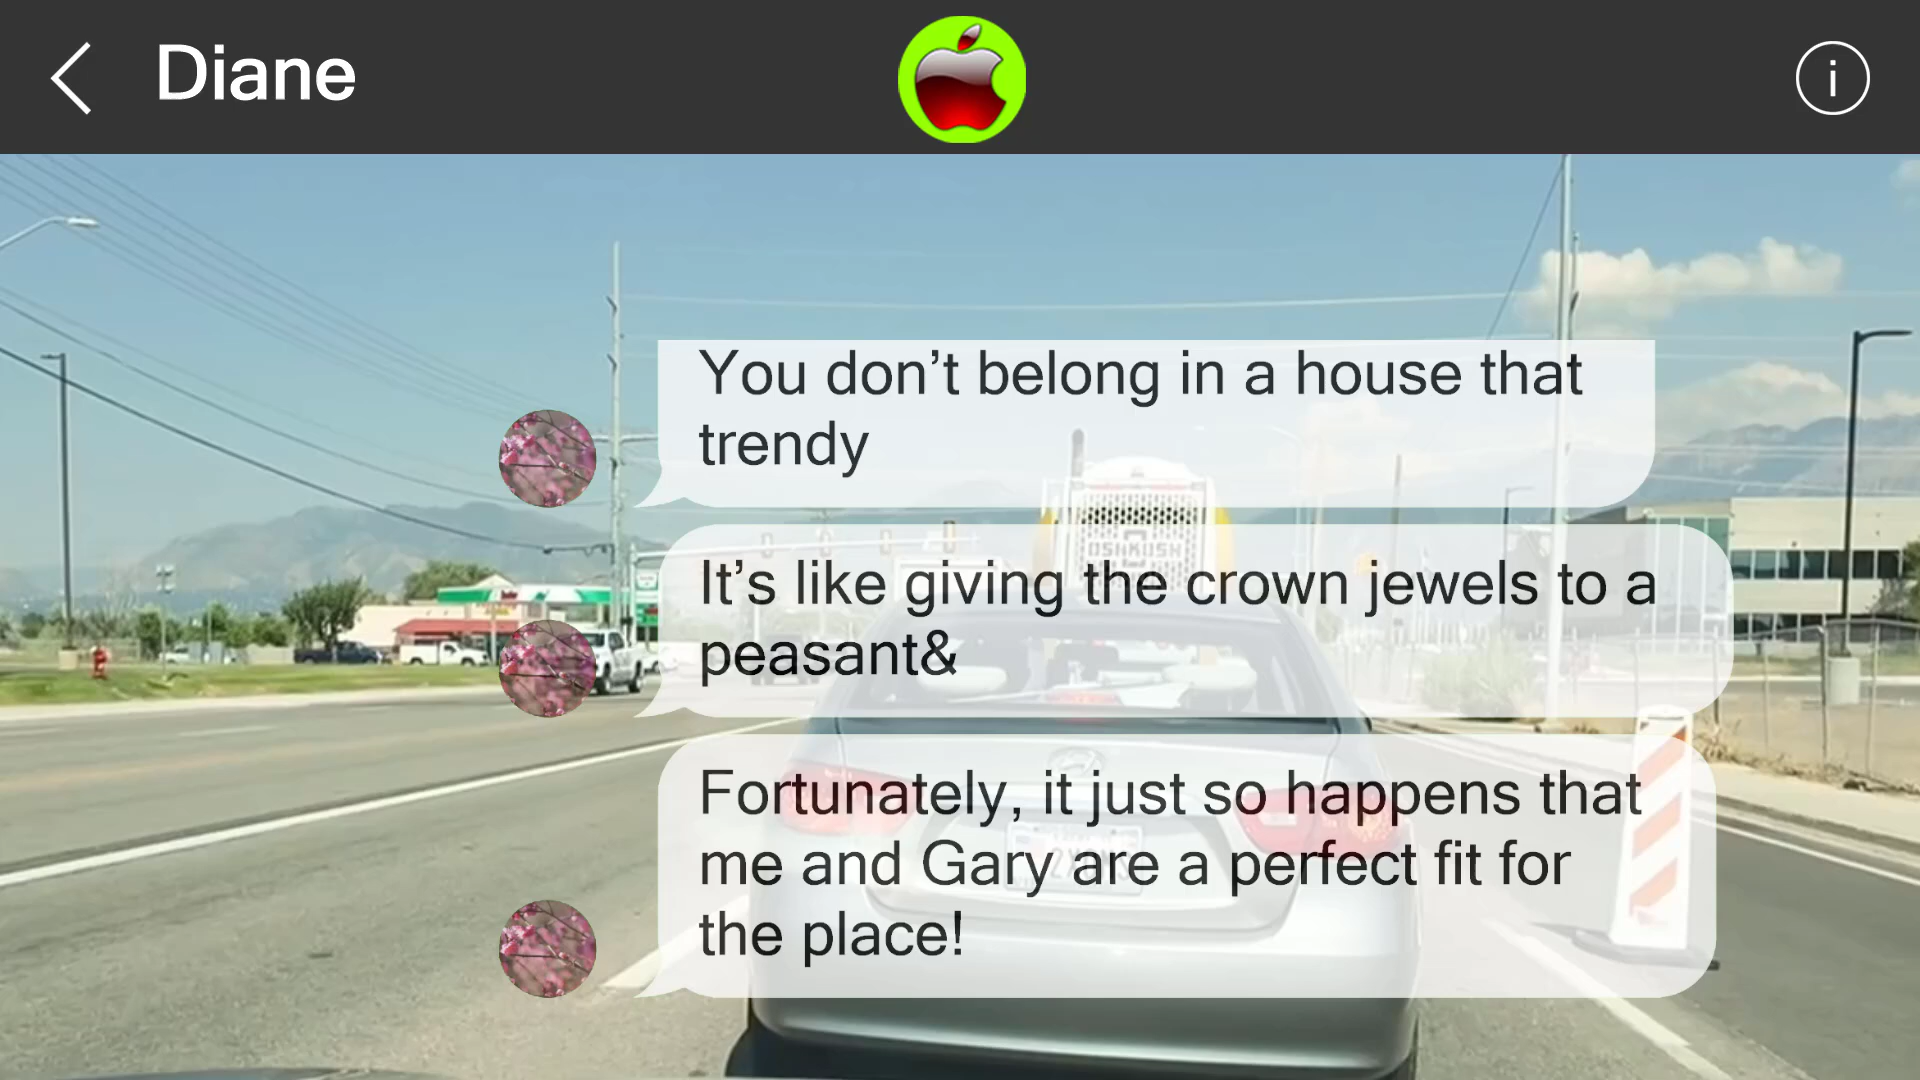 Diane
i
You don’t belong in a house that
trendy
It’s like giving the crown jewels to a
peasant&
Fortunately, it just so happens that
me and Gary are a perfect fit for
the place!
OSHKOSH